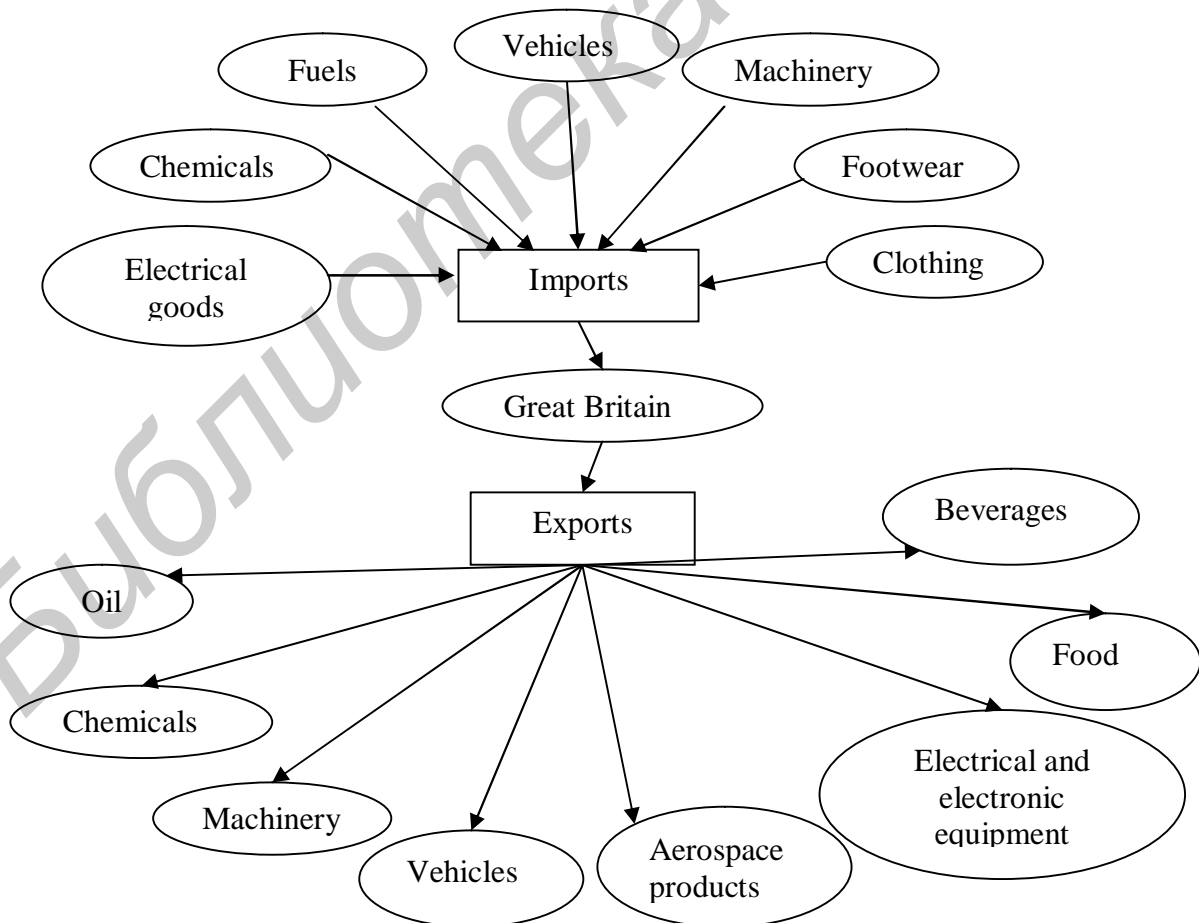 Vehicles
Fuels
Machinery
Chemicals
Footwear
Electrical
goods
Imports
Clothing
Great Britain
Exports
Beverages
Oil
Food
Chemicals
Electrical and
electronic
equipment
Machinery
Vehicles
Aerospace
products
Библиотека